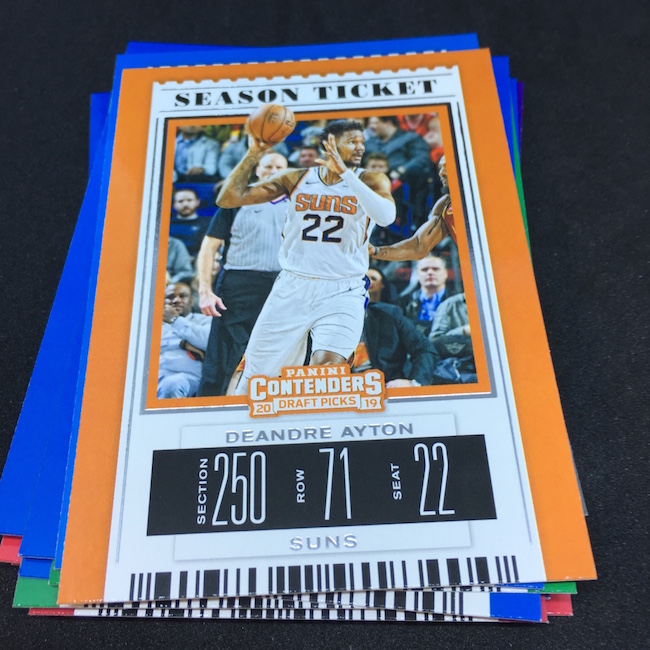 SEASON TICKET
SUNS
22
PANINI
CONTENDERS
20 DRAFT PICKS 19
DEANDRE AYTON
SECTION 250 ROW 71 SEAT 22
SUNS